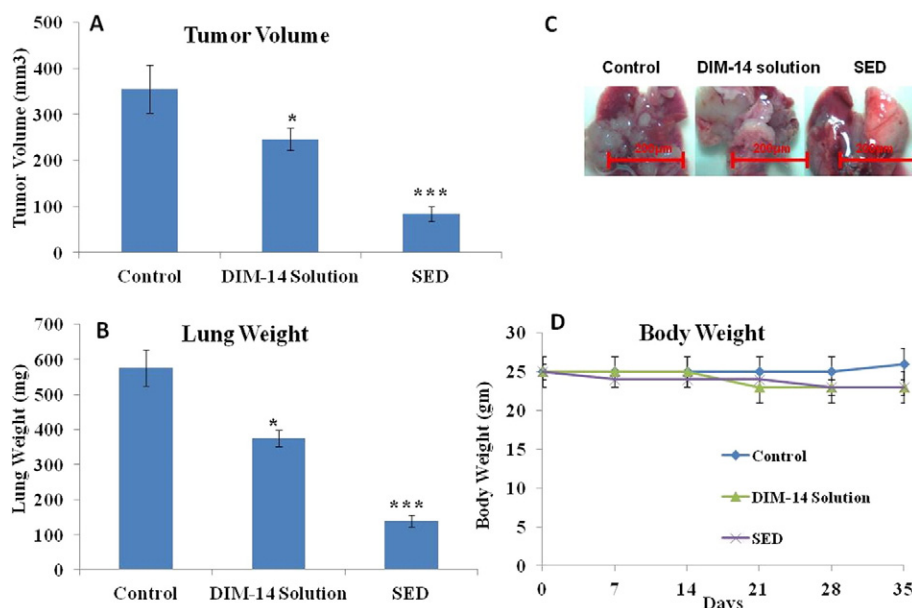 A
Tumor Volume
Tumor Volume (mm3)
500
400
300
200
100
0
*
***
Control DIM-14 Solution SED
C
Control DIM-14 solution SED
200µm 200µm 200µm
B
Lung Weight
Lung Weight (mg)
700
600
500
400
300
200
100
0
*
***
Control DIM-14 Solution SED
D
Body Weight
Body Weight (gm)
30
25
20
15
10
5
0
Control
DIM-14 Solution
SED
0 7 14 21 28 35
Days